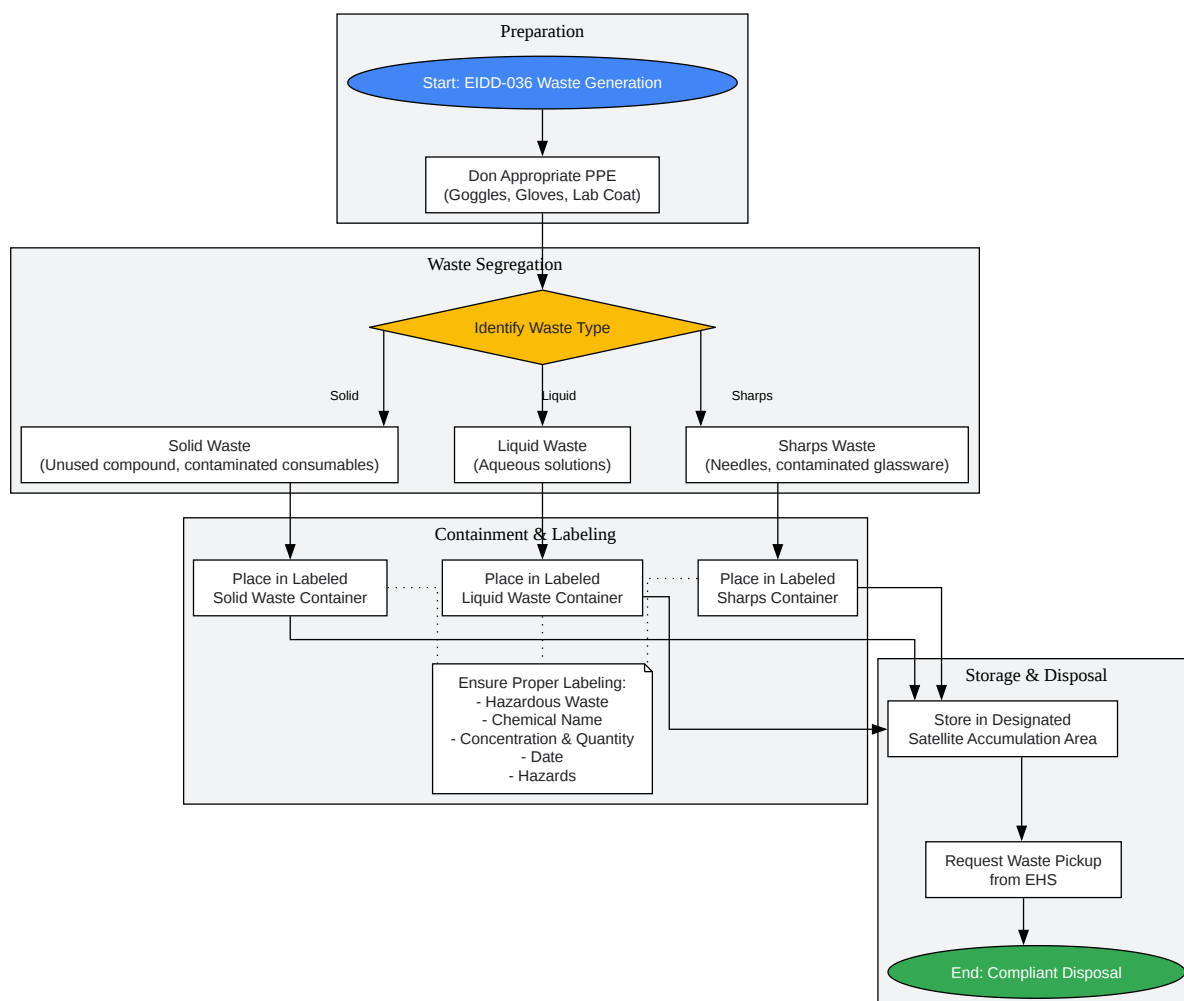 Preparation
Start: EIDD-036 Waste Generation
Don Appropriate PPE
(Goggles, Gloves, Lab Coat)
Waste Segregation
Identify Waste Type
Solid
Liquid
Sharps
Solid Waste
(Unused compound, contaminated consumables)
Liquid Waste
(Aqueous solutions)
Sharps Waste
(Needles, contaminated glassware)
Containment & Labeling
Place in Labeled
Solid Waste Container
Place in Labeled
Liquid Waste Container
Place in Labeled
Sharps Container
Ensure Proper Labeling:
- Hazardous Waste
- Chemical Name
- Concentration & Quantity
- Date
- Hazards
Storage & Disposal
Store in Designated
Satellite Accumulation Area
Request Waste Pickup
from EHS
End: Compliant Disposal